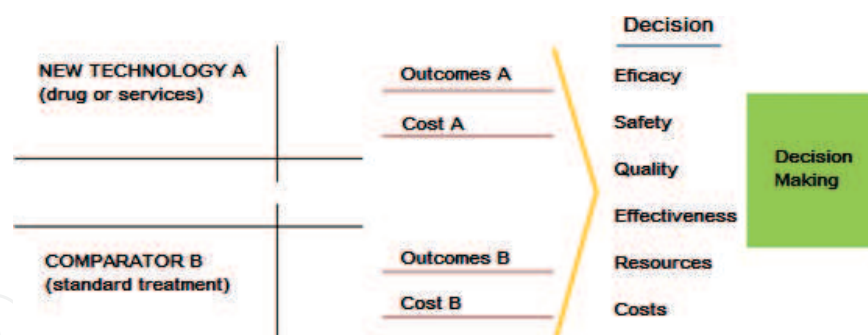 NEW TECHNOLOGY A
(drug or services)
Outcomes A
Cost A
COMPARATOR B
(standard treatment)
Outcomes B
Cost B
Decision
Eficacy
Safety
Quality
Effectiveness
Resources
Costs
Decision
Making